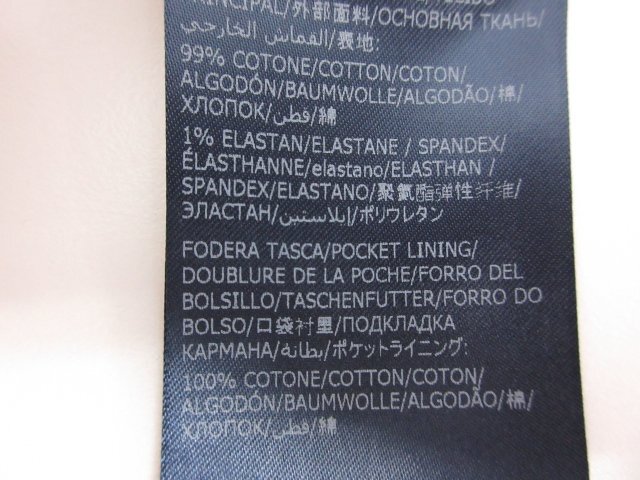 PRINCIPAL/外部面料/ОСНОВНАЯ ТКАНЬ/
القماش الخارجي/表地:
99% COTONE/COTTON/COTON/
ALGODÓN/BAUMWOLLE/ALGODÃO/棉/
ХЛОПОК/قطن/綿
1% ELASTAN/ELASTANE / SPANDEX/
ÉLASTHANNE/elastano/ELASTHAN /
SPANDEX/ELASTANO/聚氨酯弹性纤维/
ЭЛАСТАН/إيلاستين/ポリウレタン
FODERA TASCA/POCKET LINING/
DOUBLURE DE LA POCHE/FORRO DEL
BOLSILLO/TASCHENFUTTER/FORRO DO
BOLSO/口袋衬里/ПОДКЛАДКА
КАРМАНА/بطانة/ポケットライニング:
100% COTONE/COTTON/COTON/
ALGODÓN/BAUMWOLLE/ALGODÃO/棉/
ХЛОПОК/قطن/綿